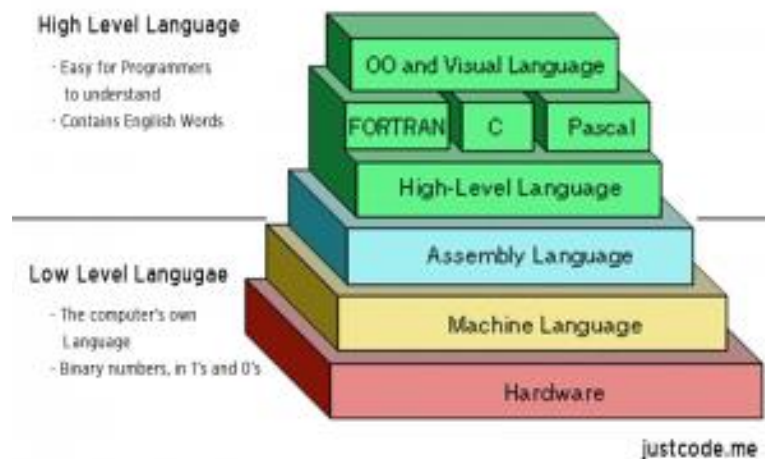 High Level Language
- Easy for Programmers
to understand
- Contains English Words
OO and Visual Language
FORTRAN
C
Pascal
High-Level Language
Assembly Language
Low Level Langugae
- The computer's own
Language
- Binary numbers, in 1's and 0's
Machine Language
Hardware
justcode.me